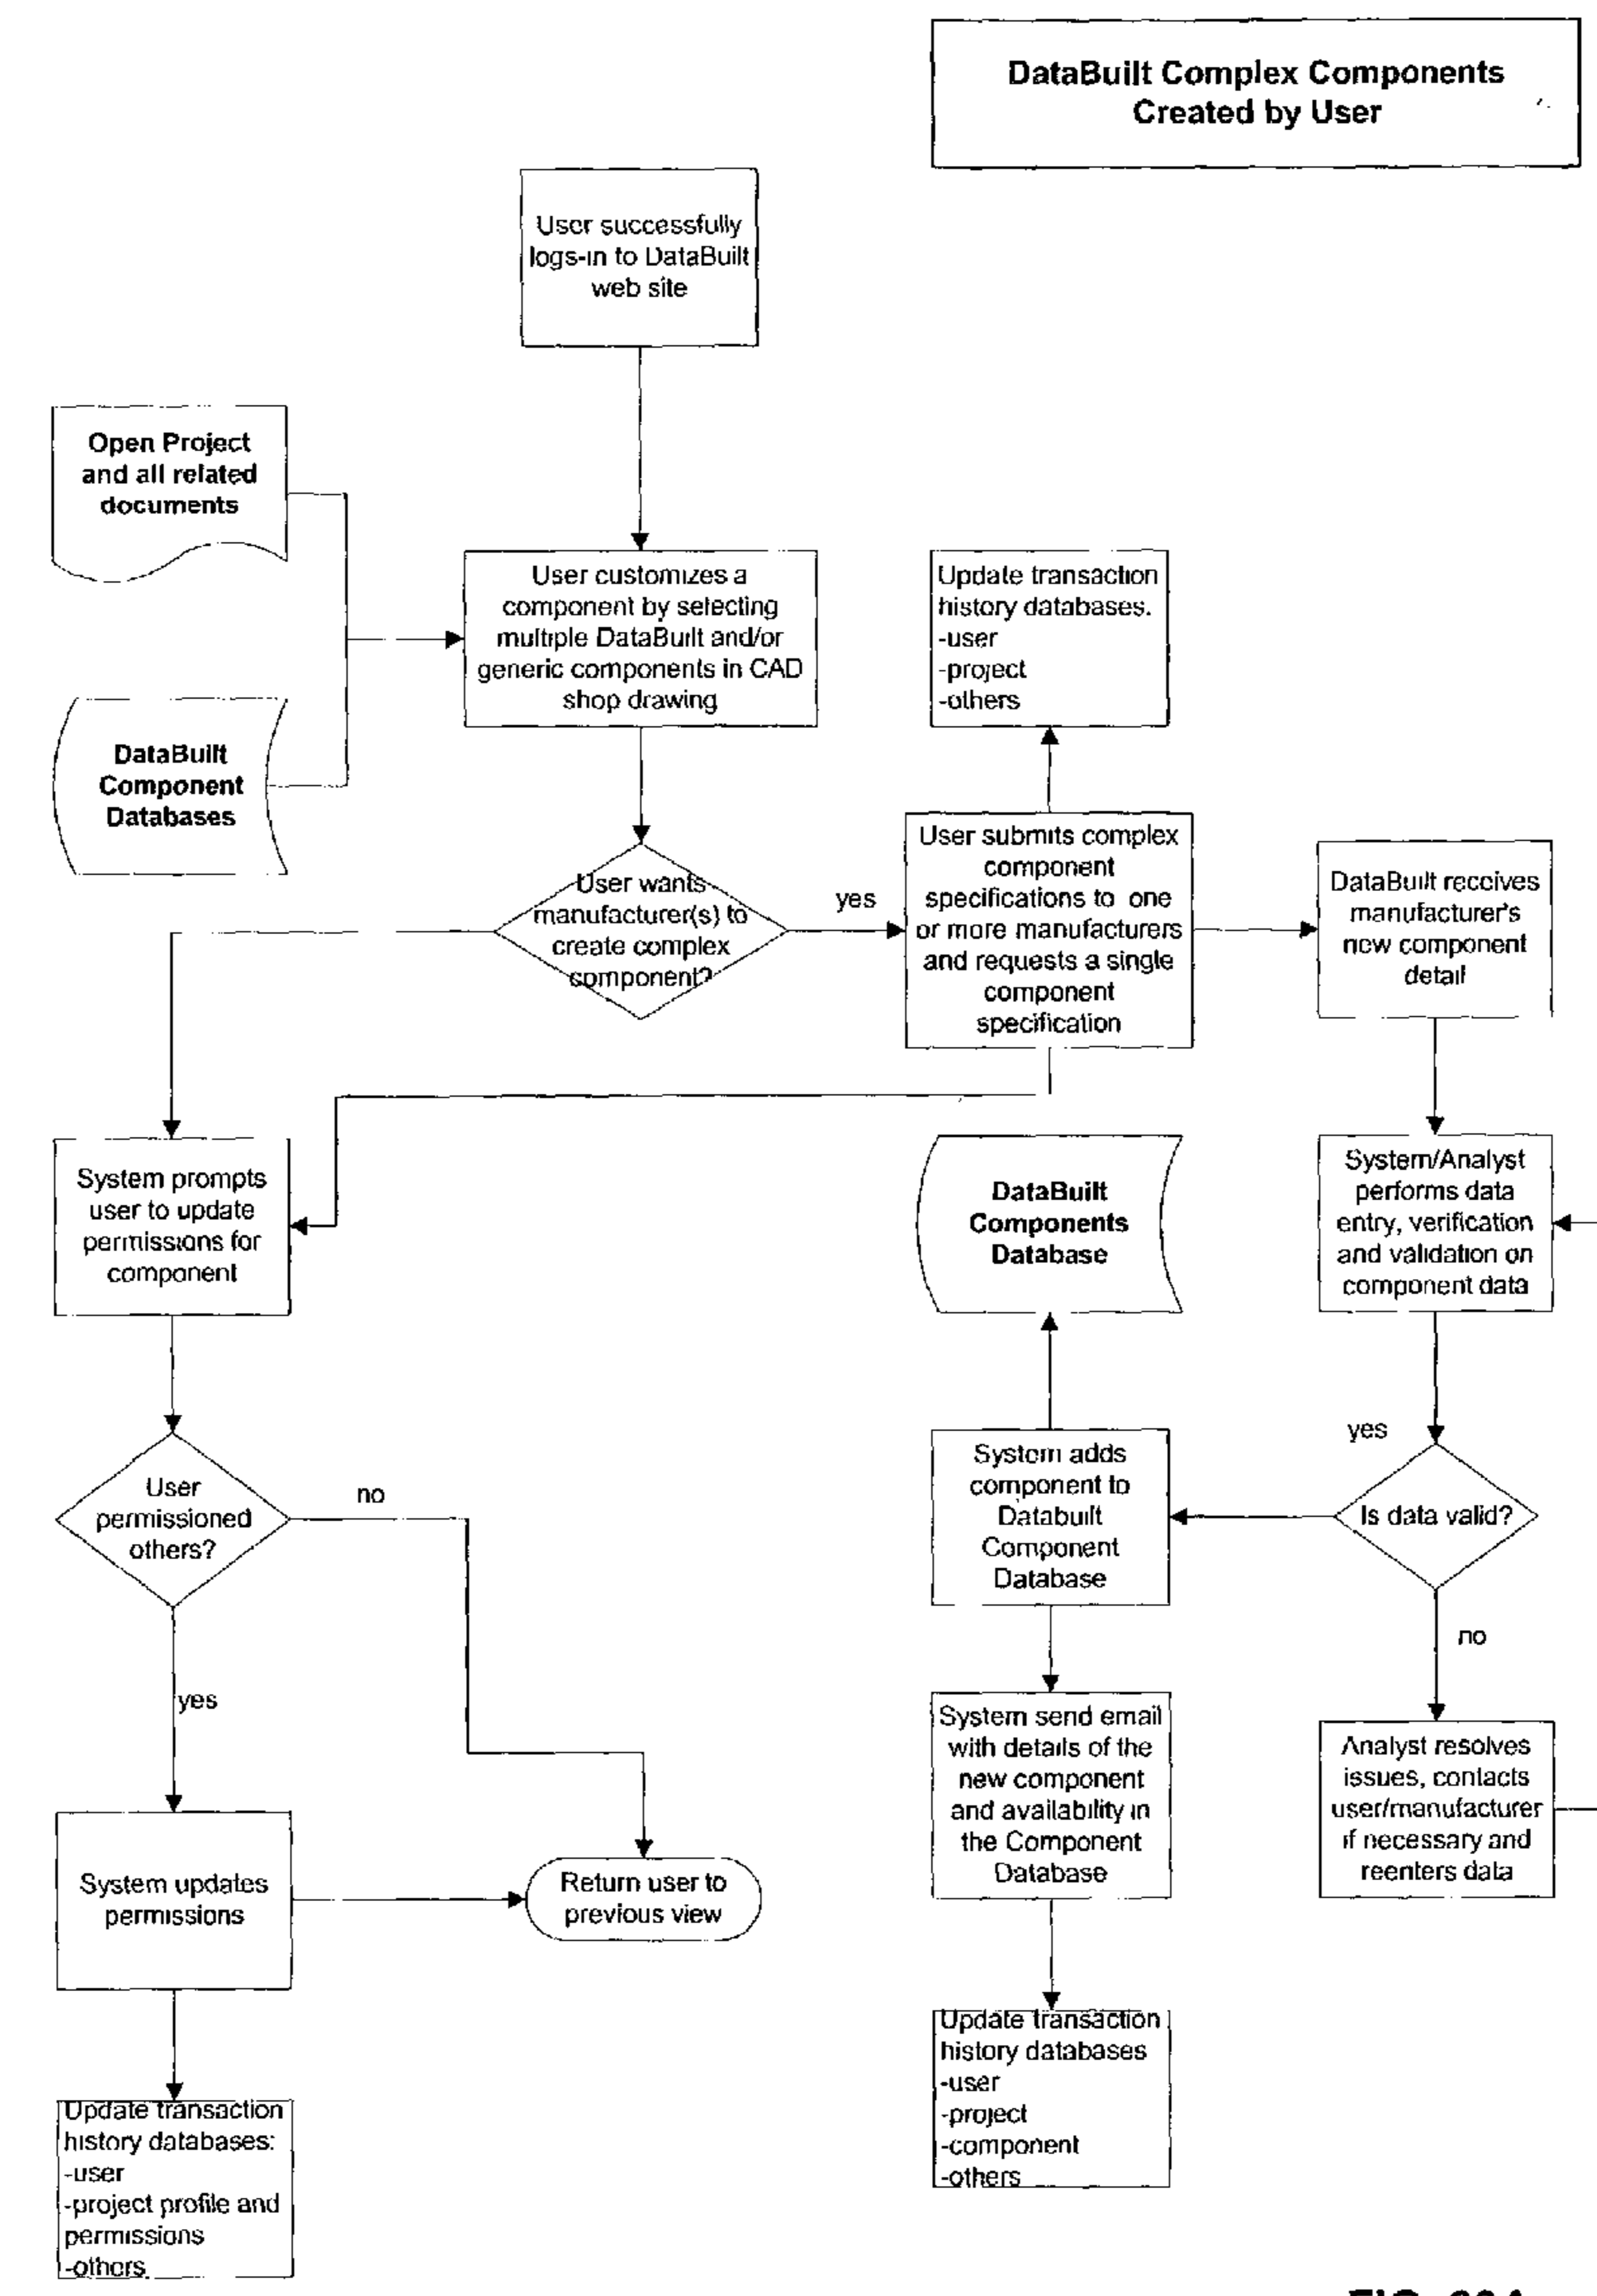 DataBuilt Complex Components
Created by User
User successfully
logs-in to DataBuilt
web site
Open Project
and all related
documents
User customizes a
component by selecting
multiple DataBuilt and/or
generic components in CAD
shop drawing
Update transaction
history databases.
-user
-project
-others
DataBuilt
Component
Databases
User wants
manufacturer(s) to
create complex
component?
yes
User submits complex
component
specifications to one
or more manufacturers
and requests a single
component
specification
DataBuilt receives
manufacturer's
new component
detail
System prompts
user to update
permissions for
component
DataBuilt
Components
Database
System/Analyst
performs data
entry, verification
and validation on
component data
User
permissioned
others?
no
yes
System adds
component to
Databuilt
Component
Database
yes
Is data valid?
no
System send email
with details of the
new component
and availability in
the Component
Database
Analyst resolves
issues, contacts
user/manufacturer
if necessary and
reenters data
System updates
permissions
Return user to
previous view
Update transaction
history databases:
-user
-project profile and
permissions
-others
Update transaction
history databases
-user
-project
-component
-others